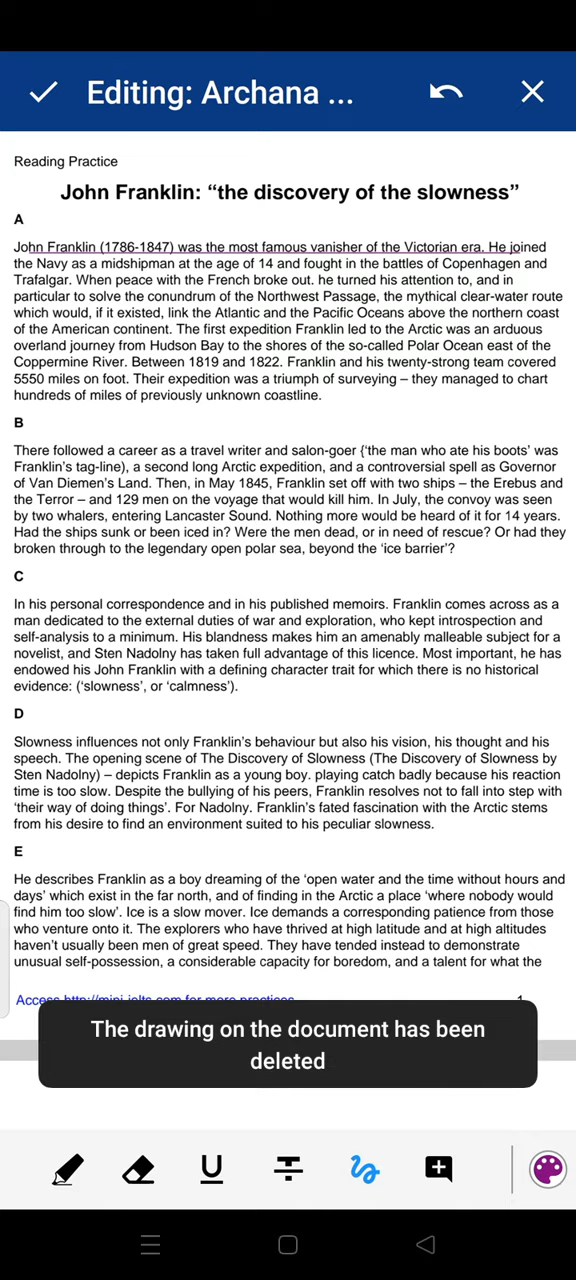 Editing: Archana ...
Reading Practice
John Franklin: “the discovery of the slowness”
A
John Franklin (1786-1847) was the most famous vanisher of the Victorian era. He joined
the Navy as a midshipman at the age of 14 and fought in the battles of Copenhagen and
Trafalgar. When peace with the French broke out. he turned his attention to, and in
particular to solve the conundrum of the Northwest Passage, the mythical clear-water route
which would, if it existed, link the Atlantic and the Pacific Oceans above the northern coast
of the American continent. The first expedition Franklin led to the Arctic was an arduous
overland journey from Hudson Bay to the shores of the so-called Polar Ocean east of the
Coppermine River. Between 1819 and 1822. Franklin and his twenty-strong team covered
5550 miles on foot. Their expedition was a triumph of surveying – they managed to chart
hundreds of miles of previously unknown coastline.
B
There followed a career as a travel writer and salon-goer {‘the man who ate his boots’ was
Franklin’s tag-line), a second long Arctic expedition, and a controversial spell as Governor
of Van Diemen’s Land. Then, in May 1845, Franklin set off with two ships – the Erebus and
the Terror – and 129 men on the voyage that would kill him. In July, the convoy was seen
by two whalers, entering Lancaster Sound. Nothing more would be heard of it for 14 years.
Had the ships sunk or been iced in? Were the men dead, or in need of rescue? Or had they
broken through to the legendary open polar sea, beyond the ‘ice barrier’?
C
In his personal correspondence and in his published memoirs. Franklin comes across as a
man dedicated to the external duties of war and exploration, who kept introspection and
self-analysis to a minimum. His blandness makes him an amenably malleable subject for a
novelist, and Sten Nadolny has taken full advantage of this licence. Most important, he has
endowed his John Franklin with a defining character trait for which there is no historical
evidence: (‘slowness’, or ‘calmness’).
D
Slowness influences not only Franklin’s behaviour but also his vision, his thought and his
speech. The opening scene of The Discovery of Slowness (The Discovery of Slowness by
Sten Nadolny) – depicts Franklin as a young boy. playing catch badly because his reaction
time is too slow. Despite the bullying of his peers, Franklin resolves not to fall into step with
‘their way of doing things’. For Nadolny. Franklin’s fated fascination with the Arctic stems
from his desire to find an environment suited to his peculiar slowness.
E
He describes Franklin as a boy dreaming of the ‘open water and the time without hours and
days’ which exist in the far north, and of finding in the Arctic a place ‘where nobody would
find him too slow’. Ice is a slow mover. Ice demands a corresponding patience from those
who venture onto it. The explorers who have thrived at high latitude and at high altitudes
haven’t usually been men of great speed. They have tended instead to demonstrate
unusual self-possession, a considerable capacity for boredom, and a talent for what the
Access http://mini-ielts.com for more practices 1
The drawing on the document has been
deleted